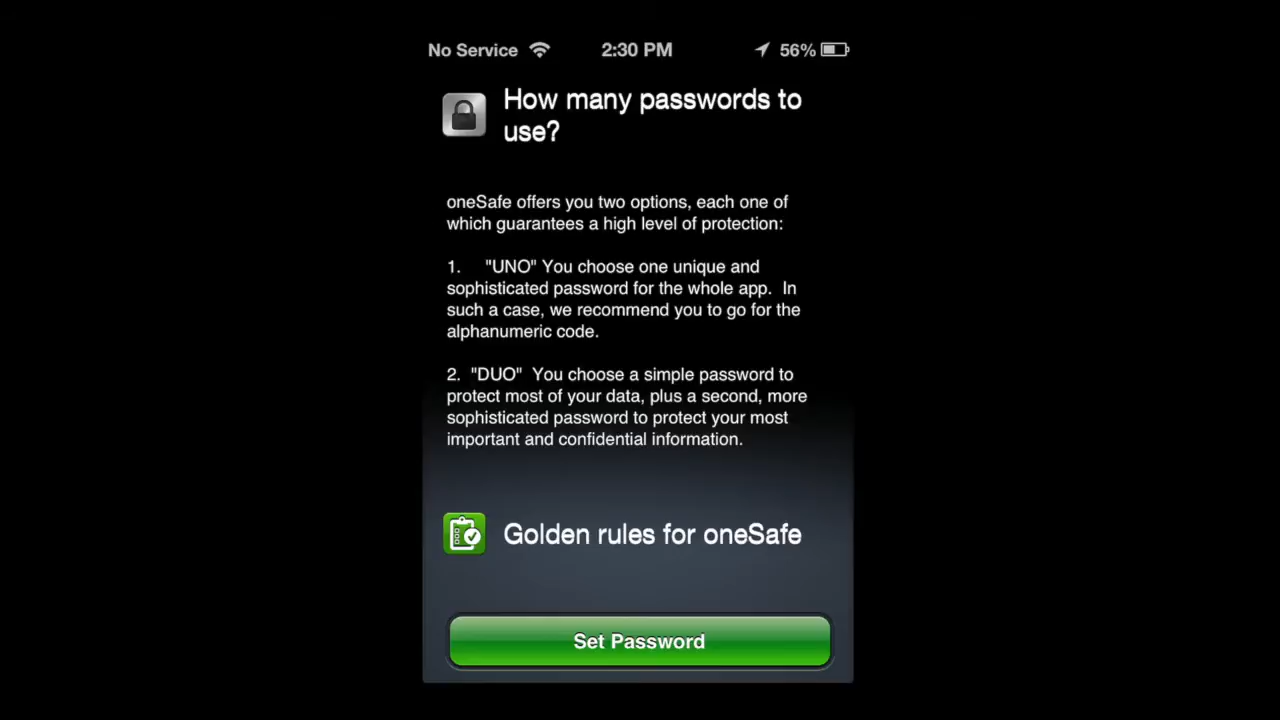 No Service 2:30 PM 56%
How many passwords to
use?
oneSafe offers you two options, each one of
which guarantees a high level of protection:
1. "UNO" You choose one unique and
sophisticated password for the whole app. In
such a case, we recommend you to go for the
alphanumeric code.
2. "DUO" You choose a simple password to
protect most of your data, plus a second, more
sophisticated password to protect your most
important and confidential information.
Golden rules for oneSafe
Set Password